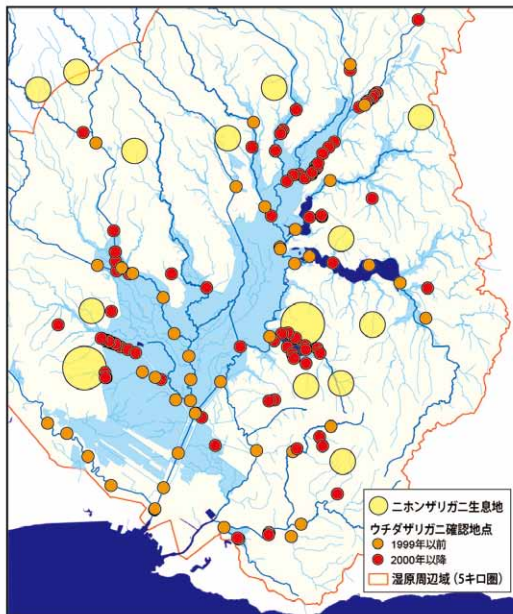 ニホンザリガニ生息地
ウチダザリガニ確認地点
1999年以前
2000年以降
湿原周辺域(5キロ圏)